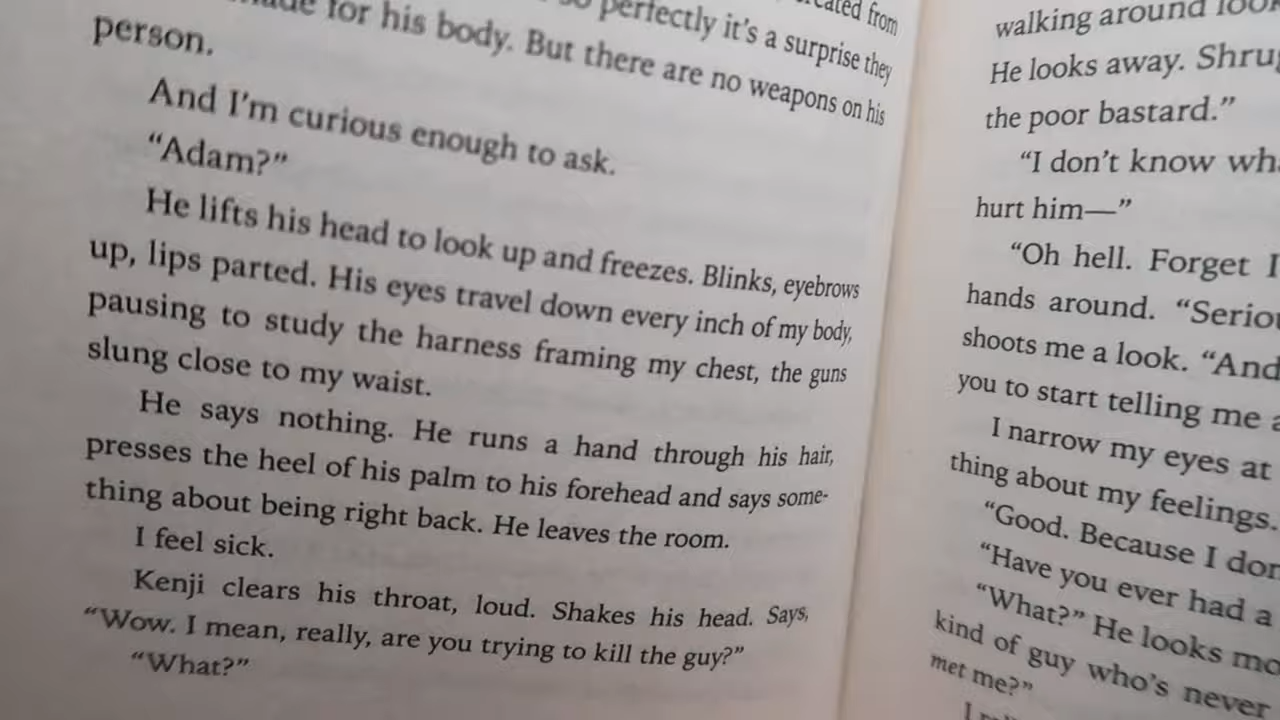 created from
made for his body. But there are no weapons on his
so perfectly it's a surprise they
person.
And I'm curious enough to ask.
“Adam?”
He lifts his head to look up and freezes. Blinks, eyebrows
up, lips parted. His eyes travel down every inch of my body,
pausing to study the harness framing my chest, the guns
slung close to my waist.
He says nothing. He runs a hand through his hair,
presses the heel of his palm to his forehead and says some-
thing about being right back. He leaves the room.
I feel sick.
Kenji clears his throat, loud. Shakes his head. Says,
“Wow. I mean, really, are you trying to kill the guy?”
“What?”
walking around
He looks away.
the poor bastard.”
“I don't know
hurt him—”
“Oh hell. Forget
hands around.
shoots me a look. “And
you to start telling me
I narrow my eyes at
thing about my feelings.
“Good. Because I
“Have you ever had a
“What?” He looks
kind of guy who's never
met me?”